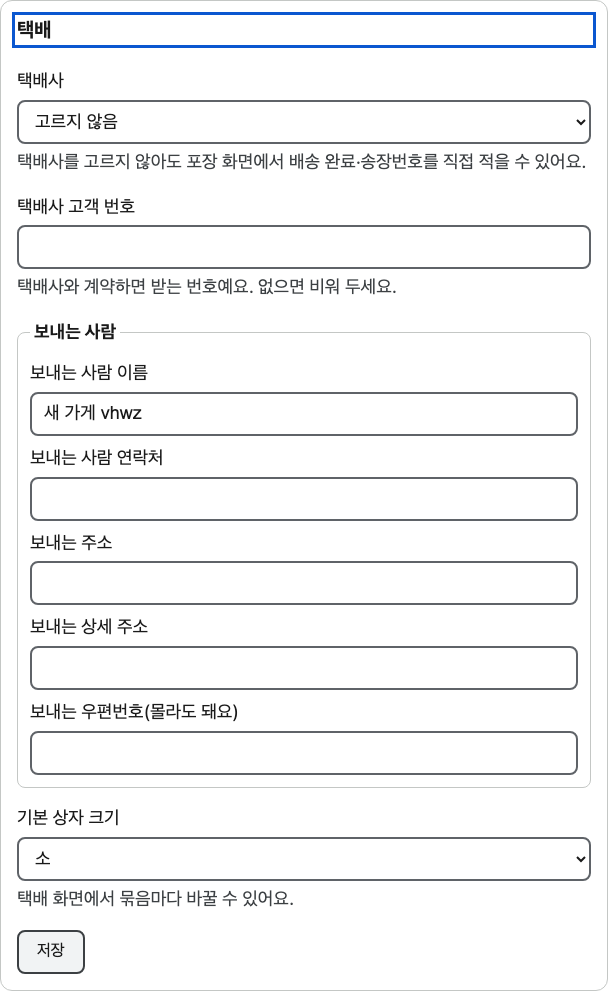 택배
택배사
고르지 않음
택배사를 고르지 않아도 포장 화면에서 배송 완료·송장번호를 직접 적을 수 있어요.
택배사 고객 번호
택배사와 계약하면 받는 번호예요. 없으면 비워 두세요.
보내는 사람
보내는 사람 이름
새 가게 vhwz
보내는 사람 연락처
보내는 주소
보내는 상세 주소
보내는 우편번호(몰라도 돼요)
기본 상자 크기
소
택배 화면에서 묶음마다 바꿀 수 있어요.
저장